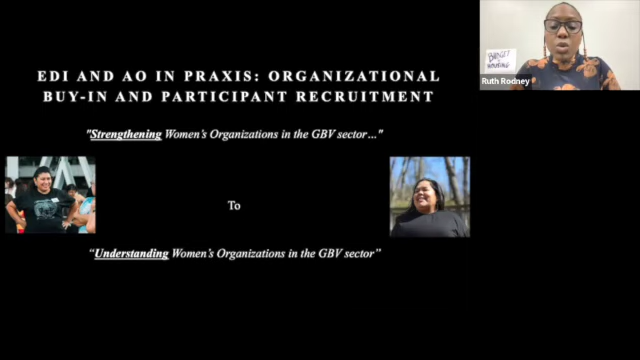 EDI AND AO IN PRAXIS: ORGANIZATIONAL
BUY-IN AND PARTICIPANT RECRUITMENT
"Strengthening Women's Organizations in the GBV sector…"
To
“Understanding Women's Organizations in the GBV sector”
Ruth Rodney